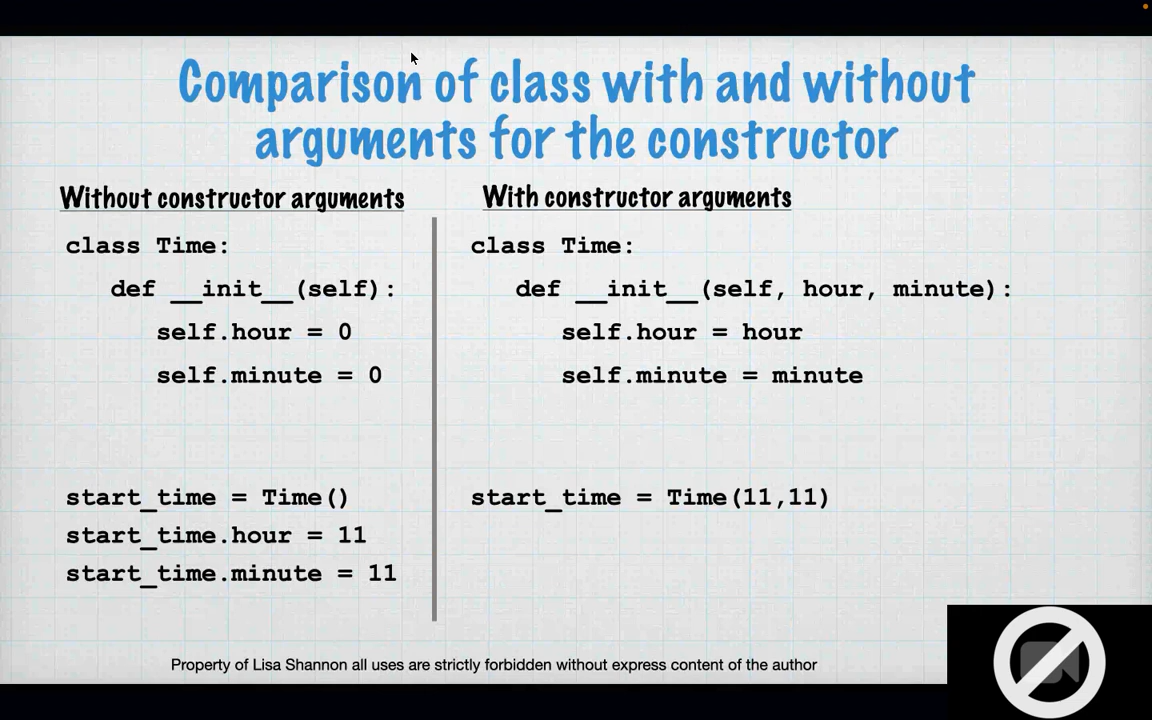 Comparison of class with and without
arguments for the constructor
Without constructor arguments
class Time:
def __init__(self):
self.hour = 0
self.minute = 0
start_time = Time()
start_time.hour = 11
start_time.minute = 11
With constructor arguments
class Time:
def __init__(self, hour, minute):
self.hour = hour
self.minute = minute
start_time = Time(11,11)
Property of Lisa Shannon all uses are strictly forbidden without express content of the author